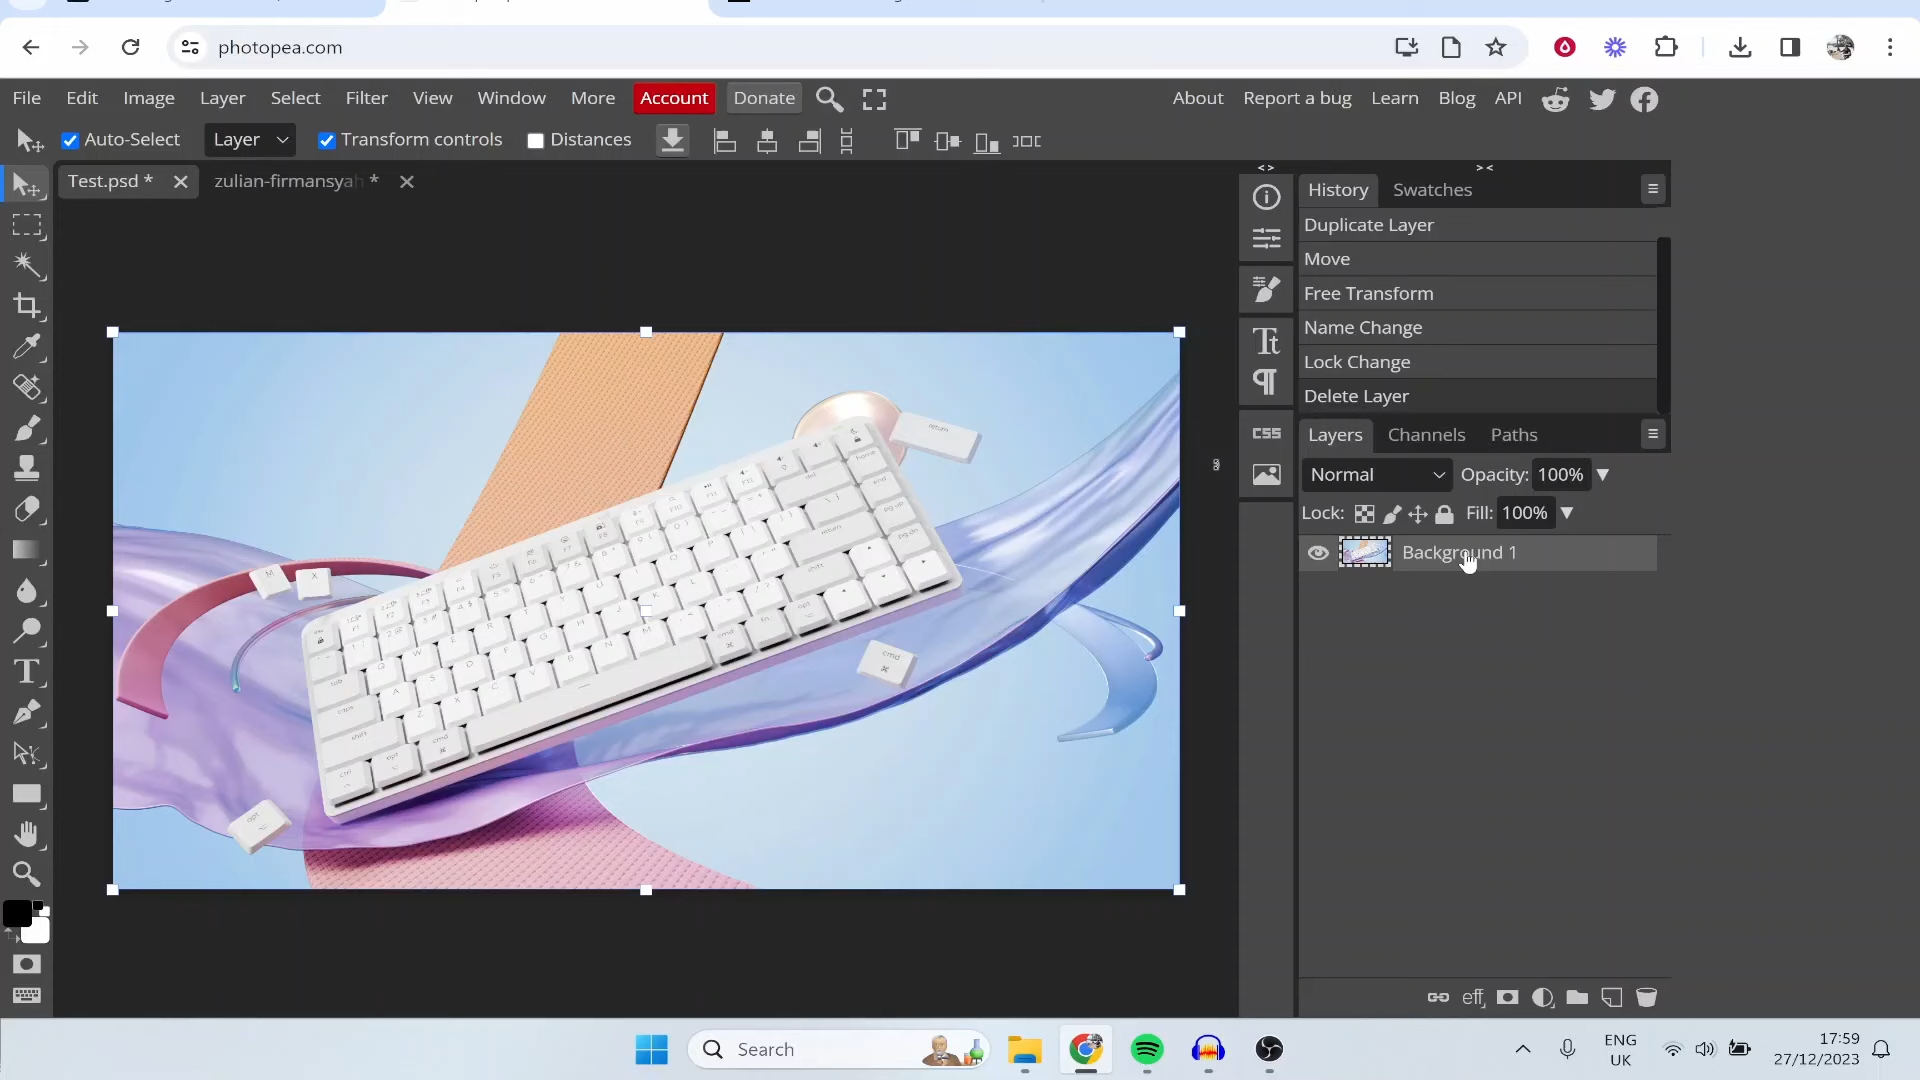 photopea.com
File Edit Image Layer Select Filter View Window More Account Donate About Report a bug Learn Blog API
Auto-Select Layer Transform controls Distances
Test.psd * zulian-firmansyah *
History Swatches
Duplicate Layer
Move
Free Transform
Name Change
Lock Change
Delete Layer
CSS
Layers Channels Paths
Normal Opacity: 100%
Lock: Fill: 100%
Background 1
eff
Search
ENG
UK
17:59
27/12/2023